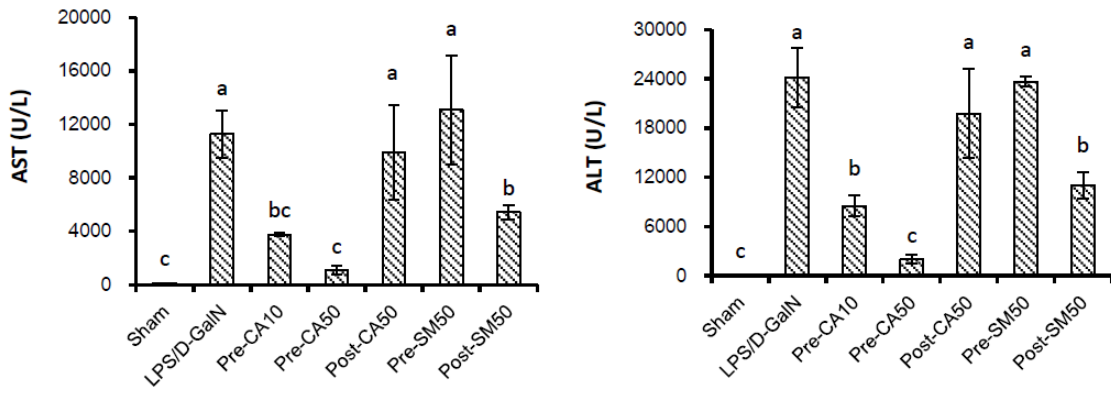 20000
16000
12000
8000
4000
0
AST (U/L)
c
a
bc
c
a
a
b
Sham
LPS/D-GalN
Pre-CA10
Pre-CA50
Post-CA50
Pre-SM50
Post-SM50
30000
24000
18000
12000
6000
0
ALT (U/L)
c
a
b
c
a
a
b
Sham
LPS/D-GalN
Pre-CA10
Pre-CA50
Post-CA50
Pre-SM50
Post-SM50